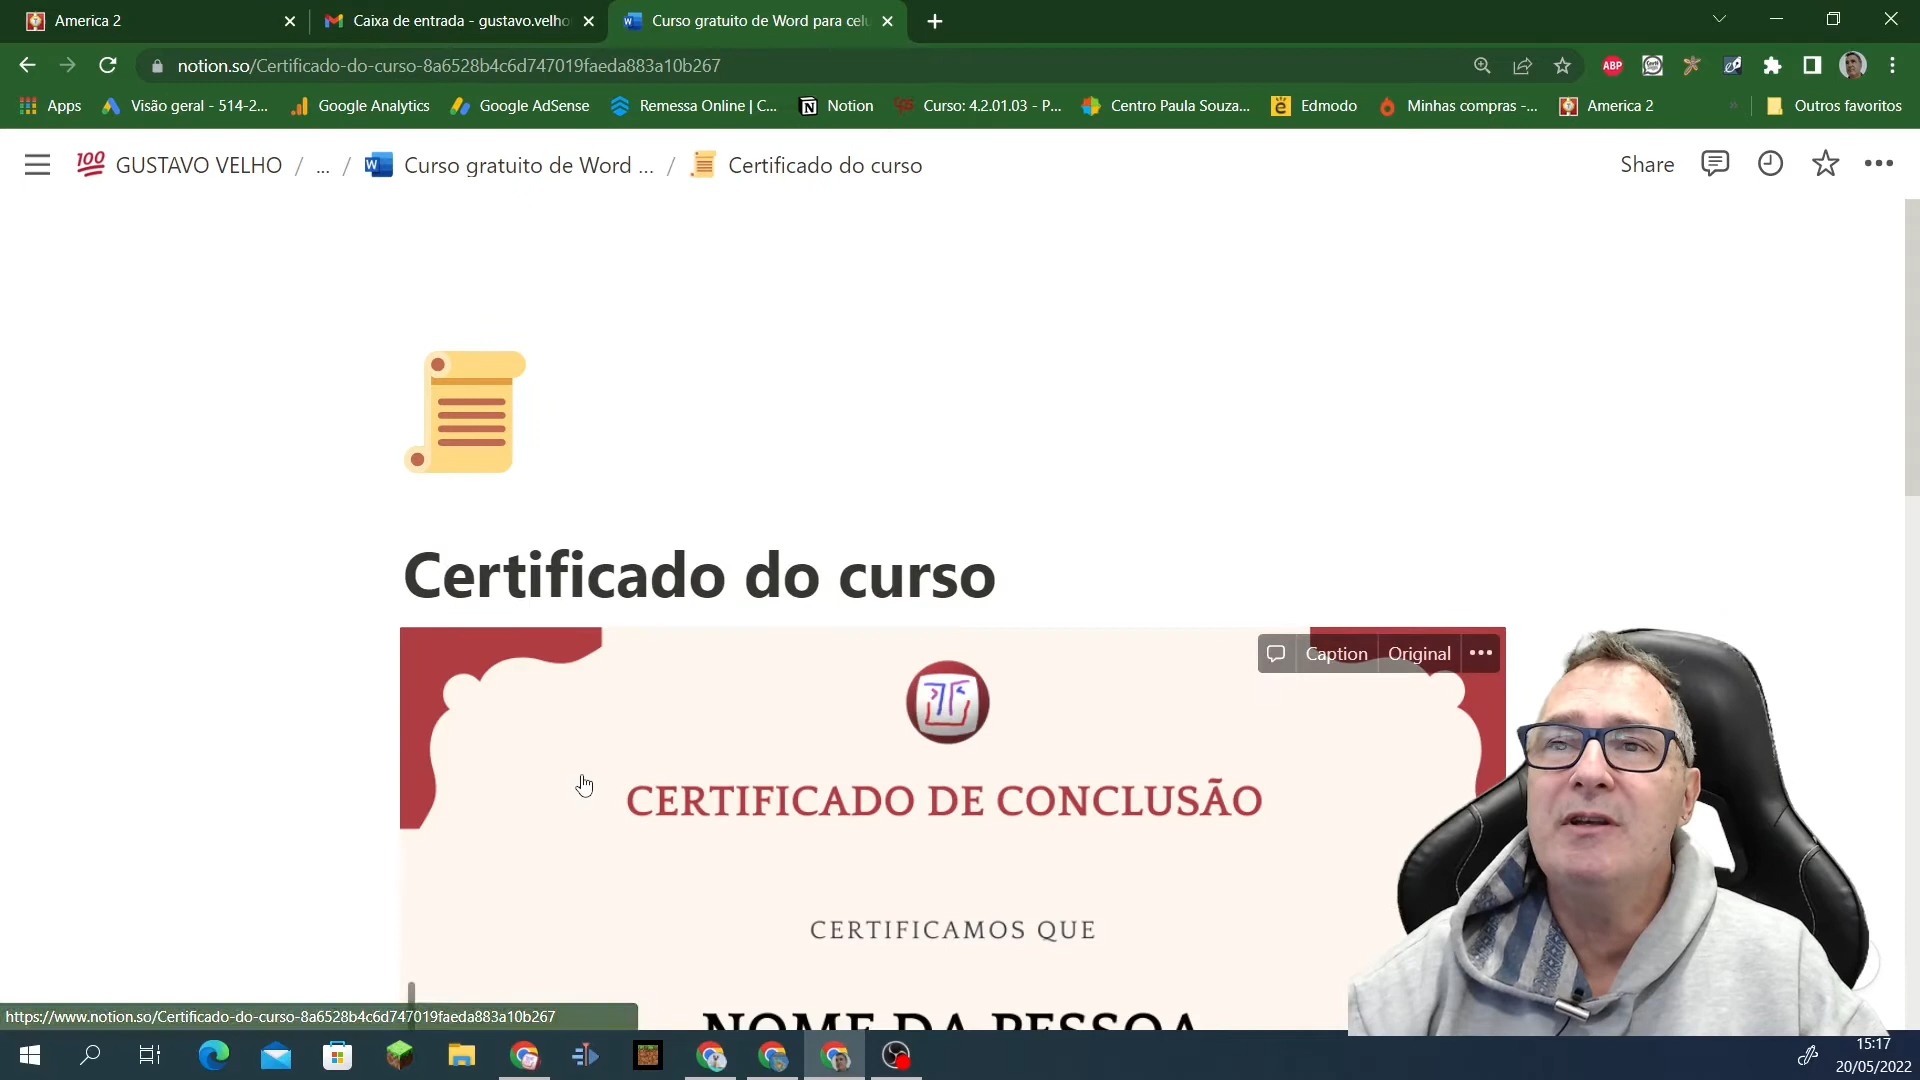 America 2
Caixa de entrada - gustavo.velho
Curso gratuito de Word para celu
notion.so/Certificado-do-curso-8a6528b4c6d747019faeda883a10b267
ABP
Apps
Visão geral - 514-2...
Google Analytics
Google AdSense
Remessa Online | C...
Notion
Curso: 4.2.01.03 - P...
Centro Paula Souza...
Edmodo
Minhas compras -...
America 2
Outros favoritos
GUSTAVO VELHO / ... / Curso gratuito de Word ... / Certificado do curso
Share
Certificado do curso
Caption
Original
CERTIFICADO DE CONCLUSÃO
CERTIFICAMOS QUE
NOME DA PESSOA
https://www.notion.so/Certificado-do-curso-8a6528b4c6d747019faeda883a10b267
15:17
20/05/2022